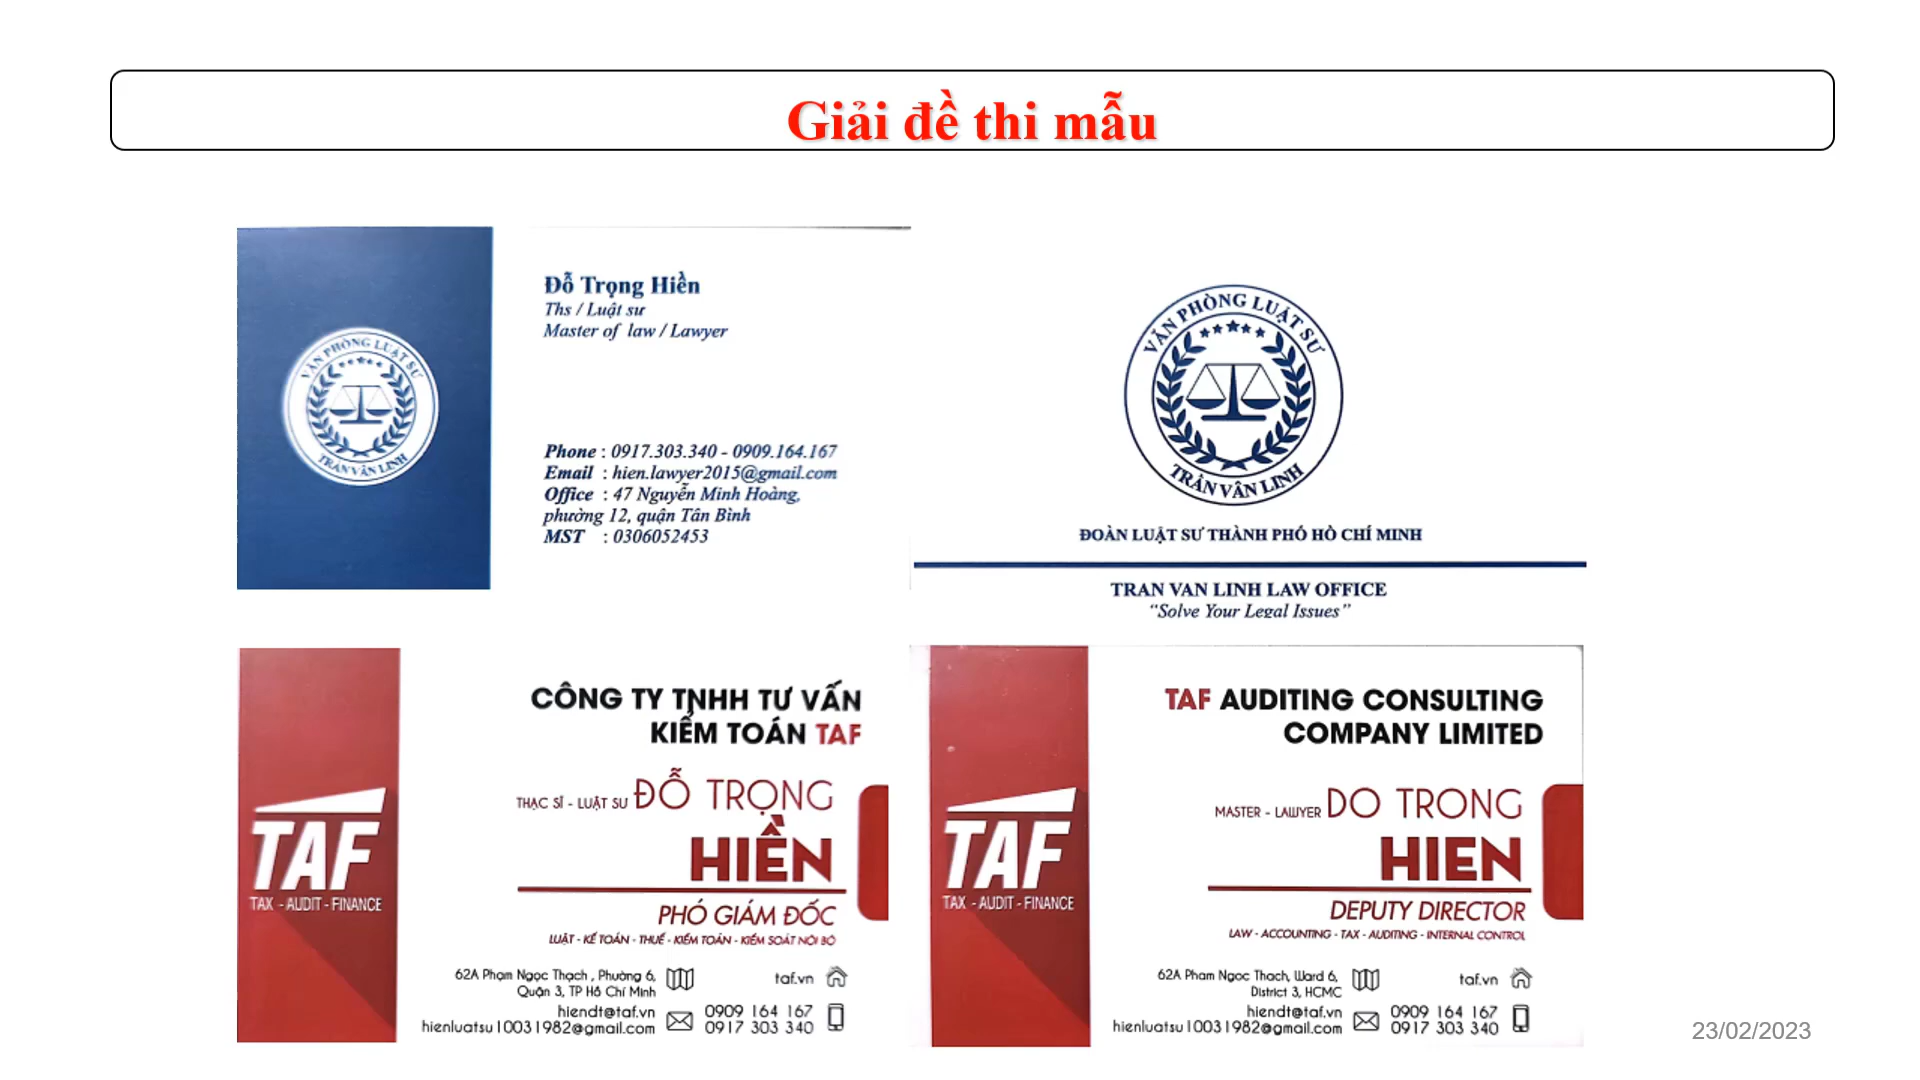 Giải đề thi mẫu
VĂN PHÒNG LUẬT SƯ
TRẦN VÂN LINH
Đỗ Trọng Hiền
Ths / Luật sư
Master of law / Lawyer
Phone : 0917.303.340 - 0909.164.167
Email : hien.lawyer2015@gmail.com
Office : 47 Nguyễn Minh Hoàng,
phường 12, quận Tân Bình
MST : 0306052453
VĂN PHÒNG LUẬT SƯ
TRẦN VÂN LINH
ĐOÀN LUẬT SƯ THÀNH PHỐ HỒ CHÍ MINH
TRAN VAN LINH LAW OFFICE
“Solve Your Legal Issues”
TAF
TAX - AUDIT - FINANCE
CÔNG TY TNHH TƯ VẤN
KIỂM TOÁN TAF
THẠC SĨ - LUẬT SƯ ĐỖ TRỌNG
HIỀN
PHÓ GIÁM ĐỐC
LUẬT - KẾ TOÁN - THUẾ - KIỂM TOÁN - KIỂM SOÁT NỘI BỘ
62A Phạm Ngọc Thạch , Phường 6,
Quận 3, TP Hồ Chí Minh
taf.vn
hiendt@taf.vn
hienluatsu10031982@gmail.com
0909 164 167
0917 303 340
TAF
TAX - AUDIT - FINANCE
TAF AUDITING CONSULTING
COMPANY LIMITED
MASTER - LAWYER DO TRONG
HIEN
DEPUTY DIRECTOR
LAW - ACCOUNTING - TAX - AUDITING - INTERNAL CONTROL
62A Pham Ngoc Thach, Ward 6,
District 3, HCMC
taf.vn
hiendt@taf.vn
hienluatsu10031982@gmail.com
0909 164 167
0917 303 340
23/02/2023